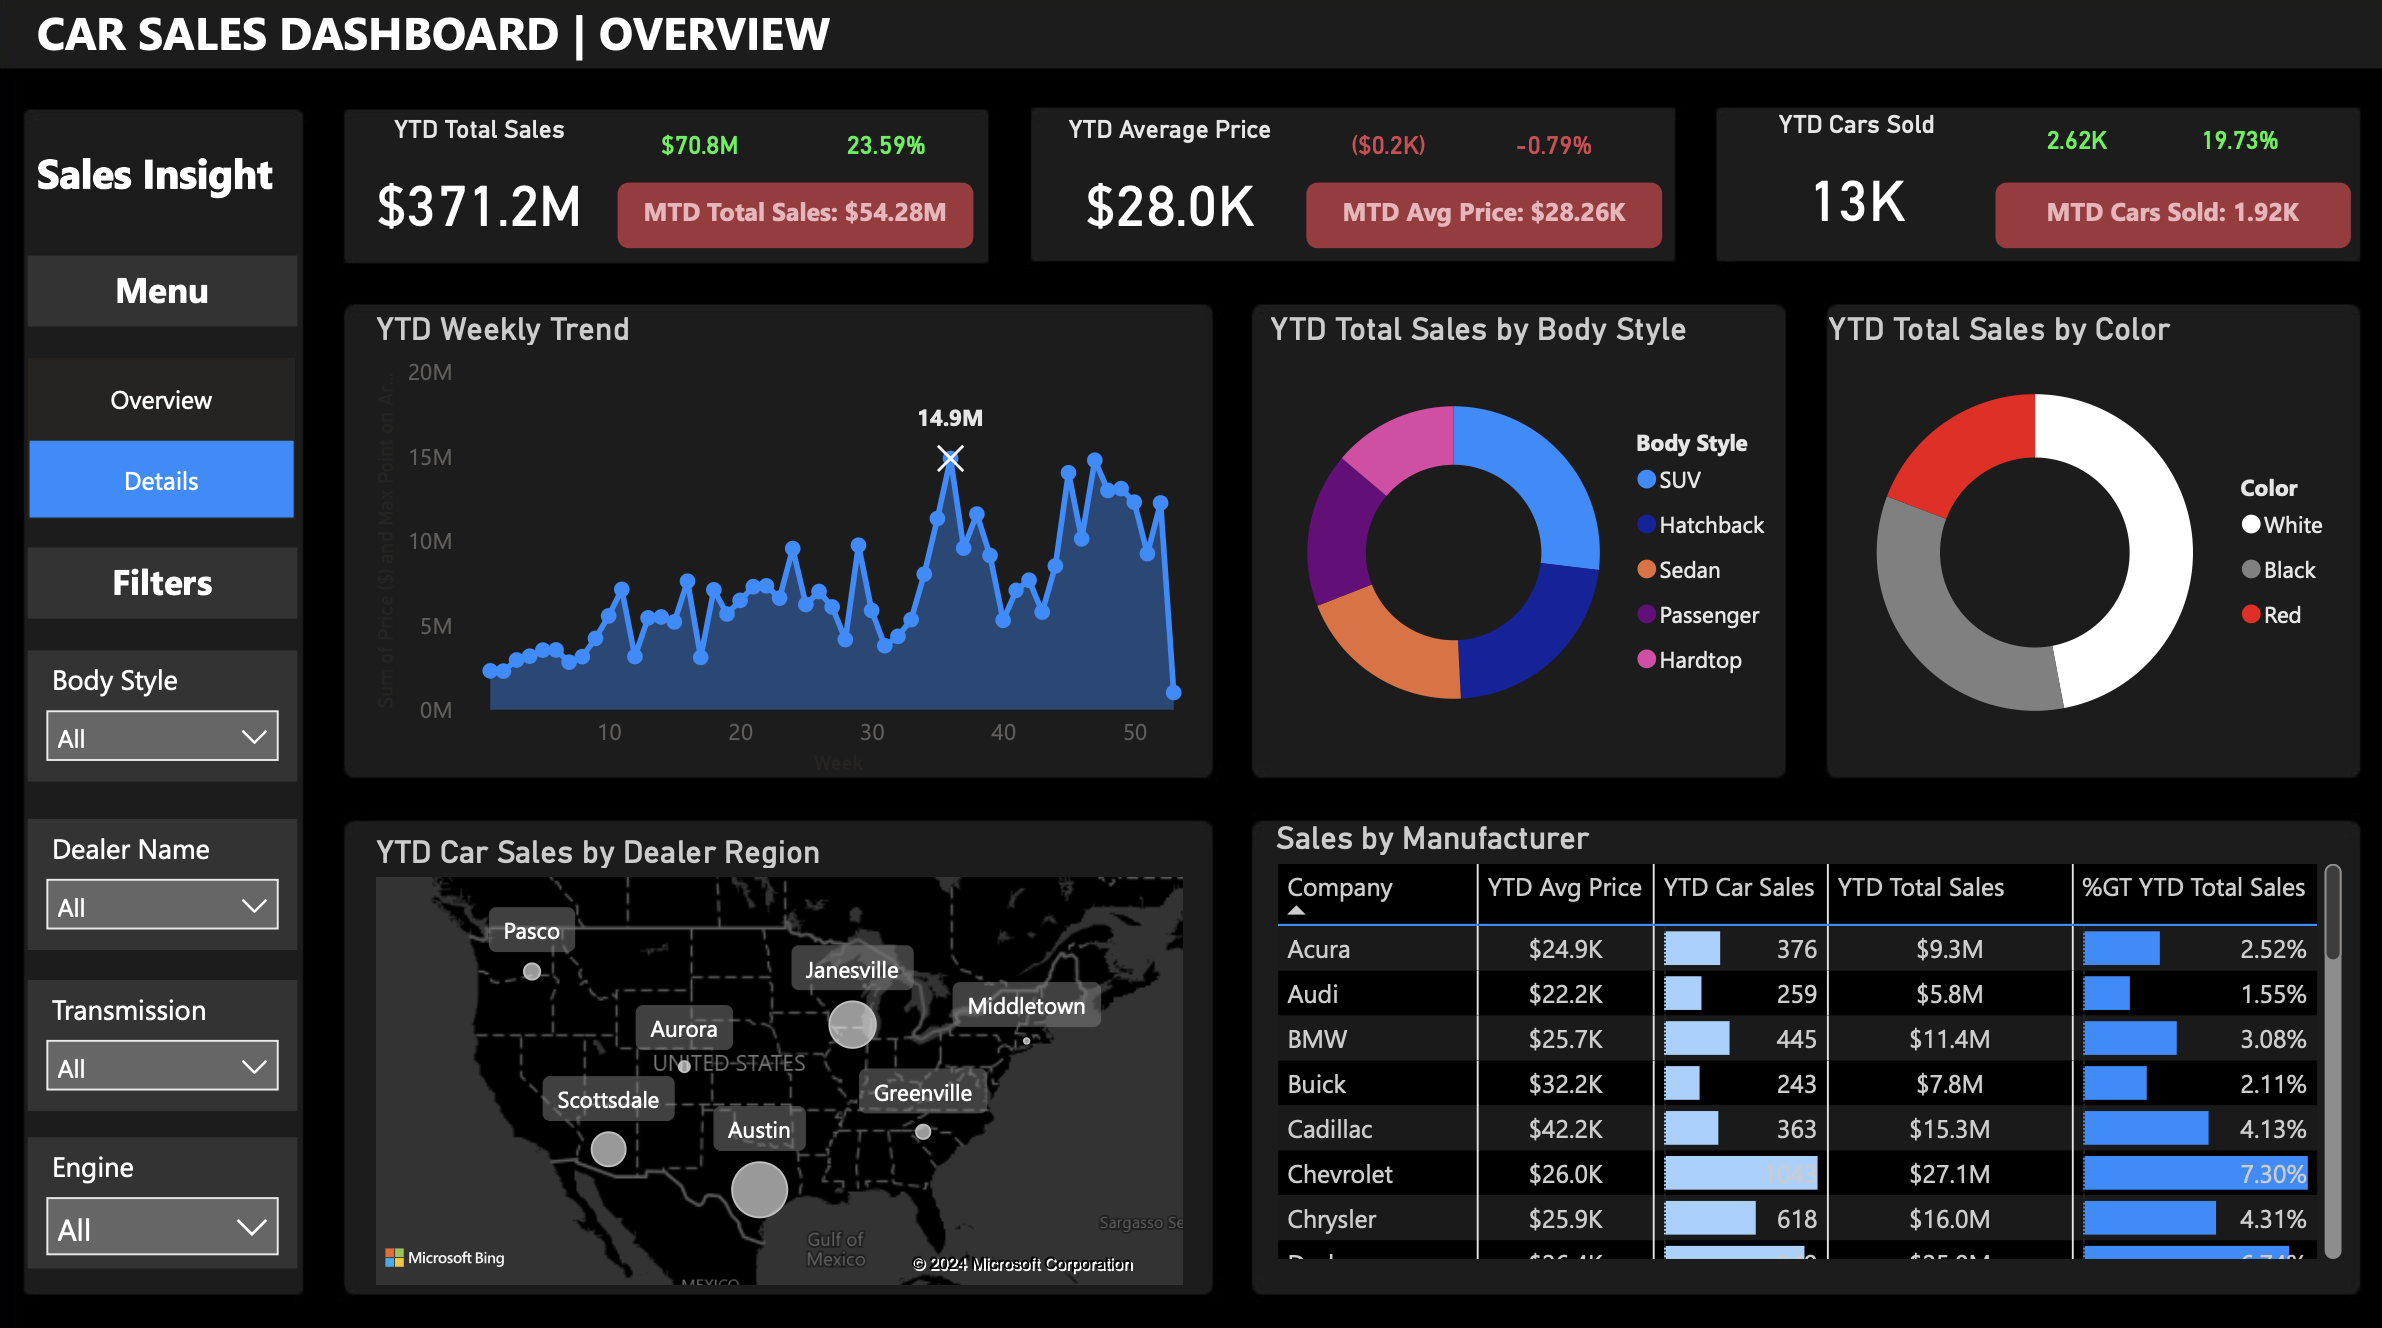 CAR SALES DASHBOARD | OVERVIEW
Sales Insight
Menu
Overview
Details
Filters
Body Style
All
Dealer Name
All
Transmission
All
Engine
All
YTD Total Sales
$70.8M 23.59%
$371.2M
MTD Total Sales: $54.28M
YTD Average Price
($0.2K) -0.79%
$28.0K
MTD Avg Price: $28.26K
YTD Cars Sold
2.62K 19.73%
13K
MTD Cars Sold: 1.92K
YTD Weekly Trend
Sum of Price ($) and Max Point on Ar...
20M
15M
10M
5M
0M
14.9M
10 20 30 40 50
Week
YTD Total Sales by Body Style
Body Style
SUV
Hatchback
Sedan
Passenger
Hardtop
YTD Total Sales by Color
Color
White
Black
Red
YTD Car Sales by Dealer Region
Pasco
Janesville
Middletown
Aurora
UNITED STATES
Scottsdale
Greenville
Austin
Sargasso Se
Gulf of
Mexico
MEXICO
Microsoft Bing
© 2024 Microsoft Corporation
Sales by Manufacturer
Company YTD Avg Price YTD Car Sales YTD Total Sales %GT YTD Total Sales
Acura $24.9K 376 $9.3M 2.52%
Audi $22.2K 259 $5.8M 1.55%
BMW $25.7K 445 $11.4M 3.08%
Buick $32.2K 243 $7.8M 2.11%
Cadillac $42.2K 363 $15.3M 4.13%
Chevrolet $26.0K 1043 $27.1M 7.30%
Chrysler $25.9K 618 $16.0M 4.31%